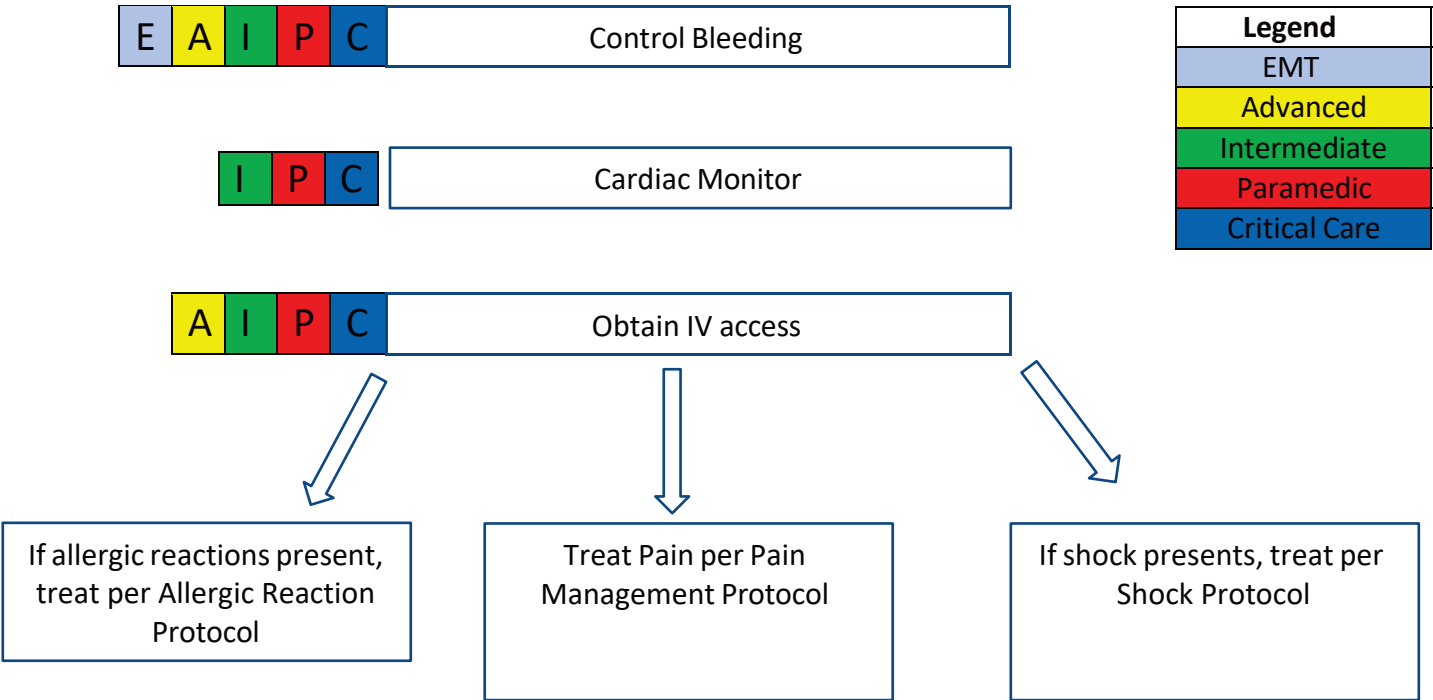 E A I P C Control Bleeding
Legend
EMT
Advanced
Intermediate
Paramedic
Critical Care
I P C Cardiac Monitor
A I P C Obtain IV access
If allergic reactions present,
treat per Allergic Reaction
Protocol
Treat Pain per Pain
Management Protocol
If shock presents, treat per
Shock Protocol